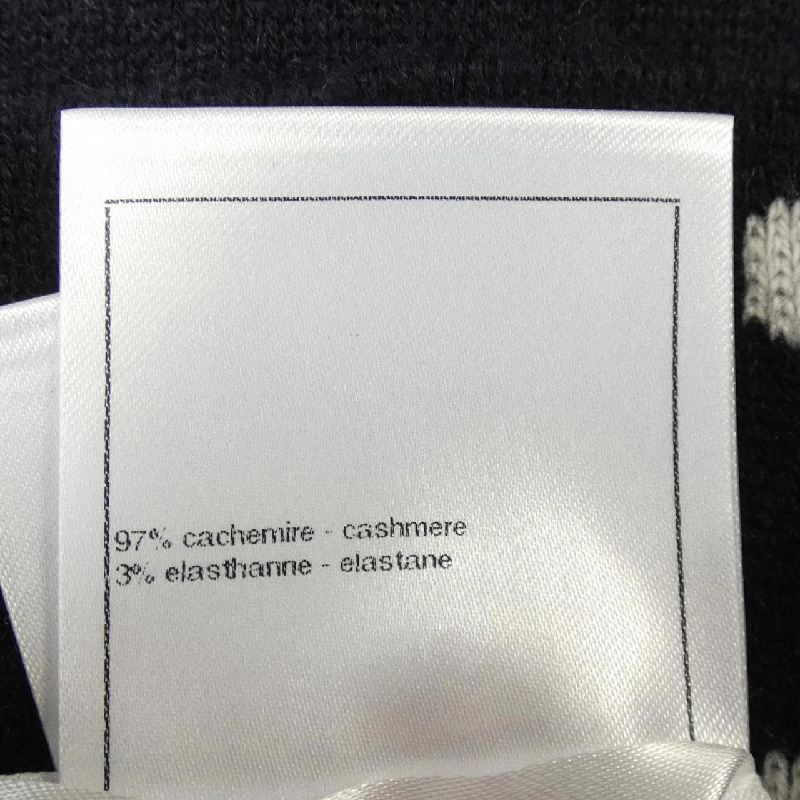 97% cachemire - cashmere
3% elasthanne - elastane